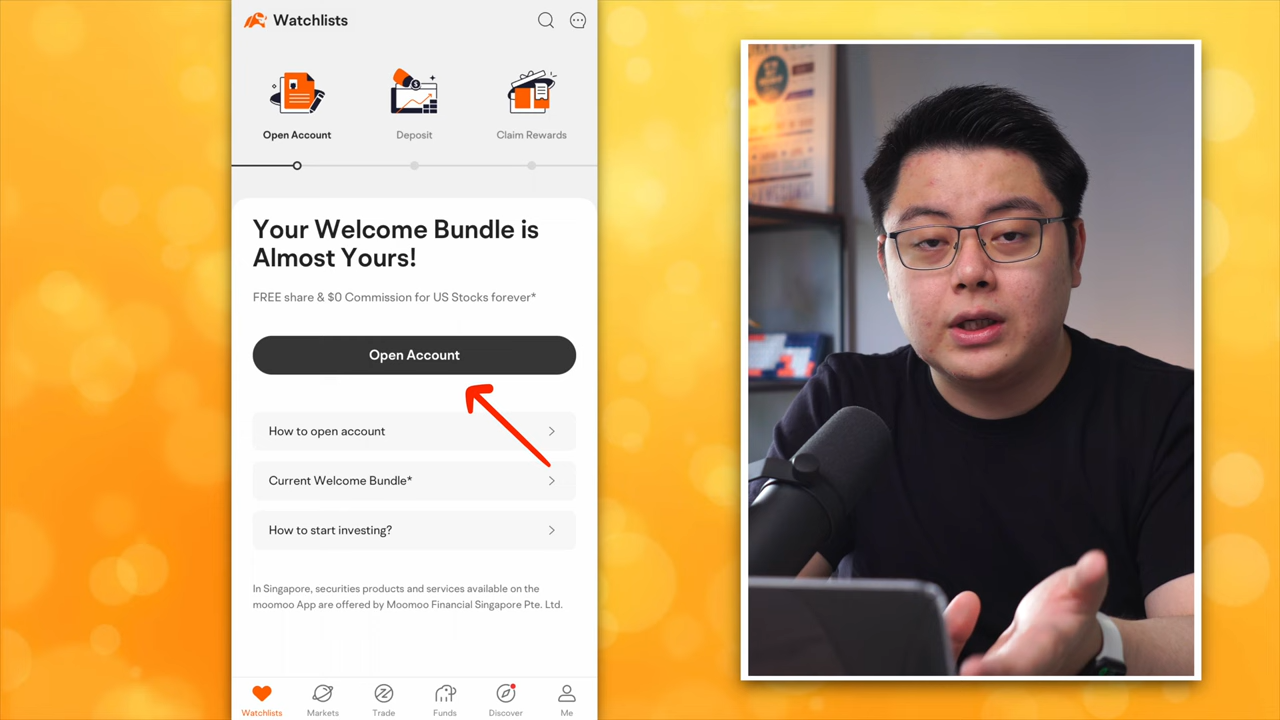 Watchlists
Open Account
Deposit
Claim Rewards
Your Welcome Bundle is
Almost Yours!
FREE share & $0 Commission for US Stocks forever*
Open Account
How to open account
Current Welcome Bundle*
How to start investing?
In Singapore, securities products and services available on the
moomoo App are offered by Moomoo Financial Singapore Pte. Ltd.
Watchlists
Markets
Trade
Funds
Discover
Me